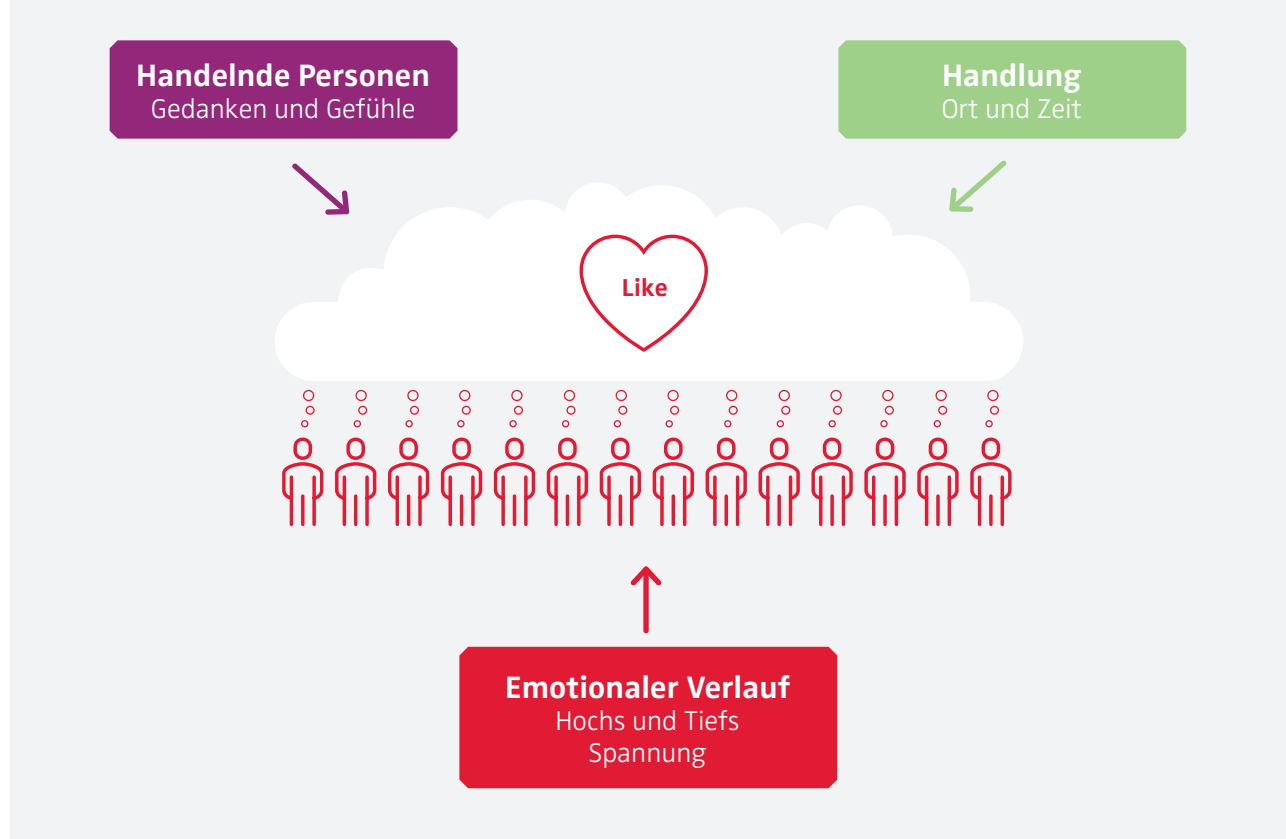 Handelnde Personen
Gedanken und Gefühle
Handlung
Ort und Zeit
Like
Emotionaler Verlauf
Hochs und Tiefs
Spannung